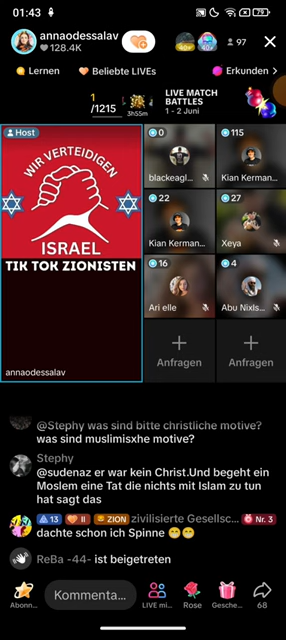 01:43
79
annaodessalav
128.4K
40+
40+
97
Lernen
Beliebte LIVEs
Erkunden
1
/1215
3h55m
LIVE MATCH
BATTLES
1 - 2 Juni
Host
WIR VERTEIDIGEN
ISRAEL
TIK TOK ZIONISTEN
annaodessalav
0
blackeagl...
115
Kian Kerman...
22
Kian Kerman...
27
Xeya
16
Ari elle
4
Abu Nixls...
Anfragen
Anfragen
@Stephy was sind bitte christliche motive?
was sind muslimisxhe motive?
Stephy
@sudenaz er war kein Christ.Und begeht ein
Moslem eine Tat die nichts mit Islam zu tun
hat sagt das
13 II ZION zivilisierte Gesellsc... Nr. 3
dachte schon ich Spinne 😁😁
ReBa -44- ist beigetreten
Abonn...
Kommenta...
LIVE mi...
Rose
Gesche...
68